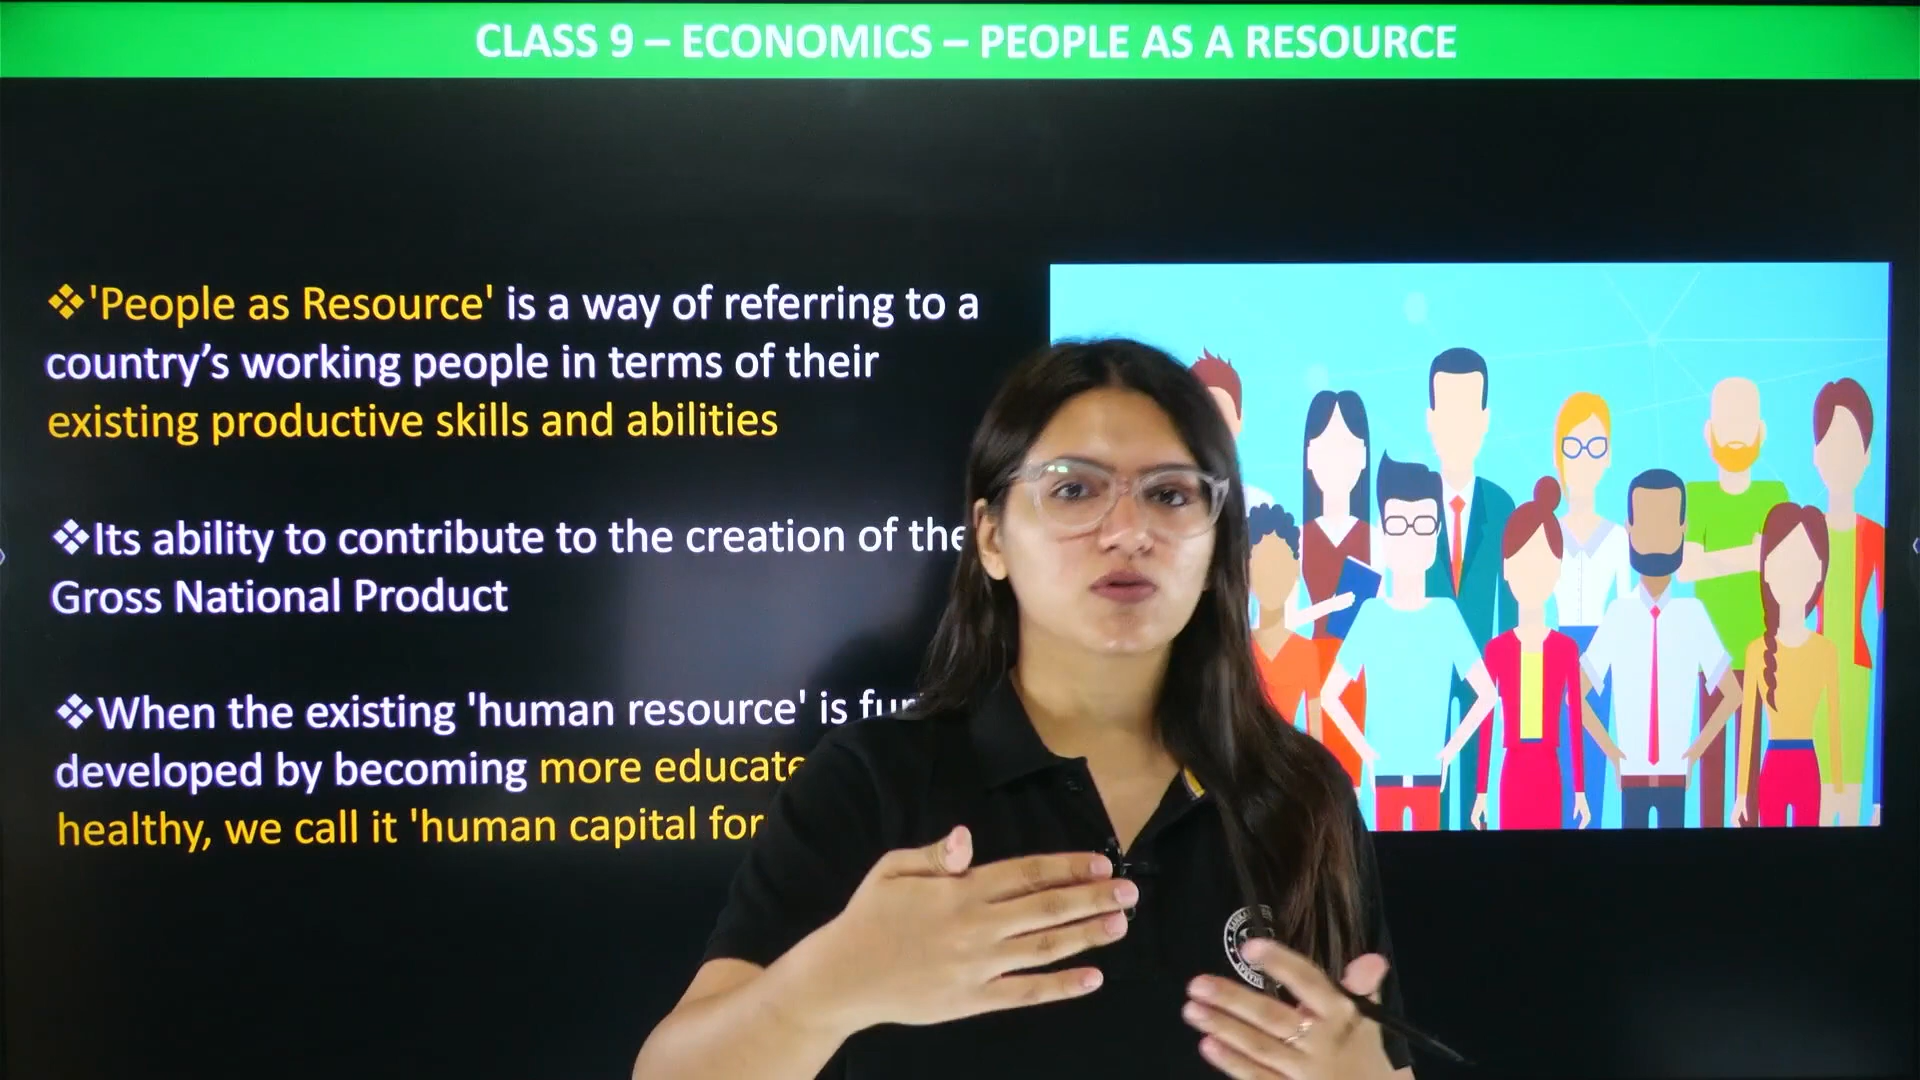 CLASS 9 – ECONOMICS – PEOPLE AS A RESOURCE
❖'People as Resource' is a way of referring to a
country’s working people in terms of their
existing productive skills and abilities
❖Its ability to contribute to the creation of the
Gross National Product
❖When the existing 'human resource' is
developed by becoming more
healthy, we call it 'human capital